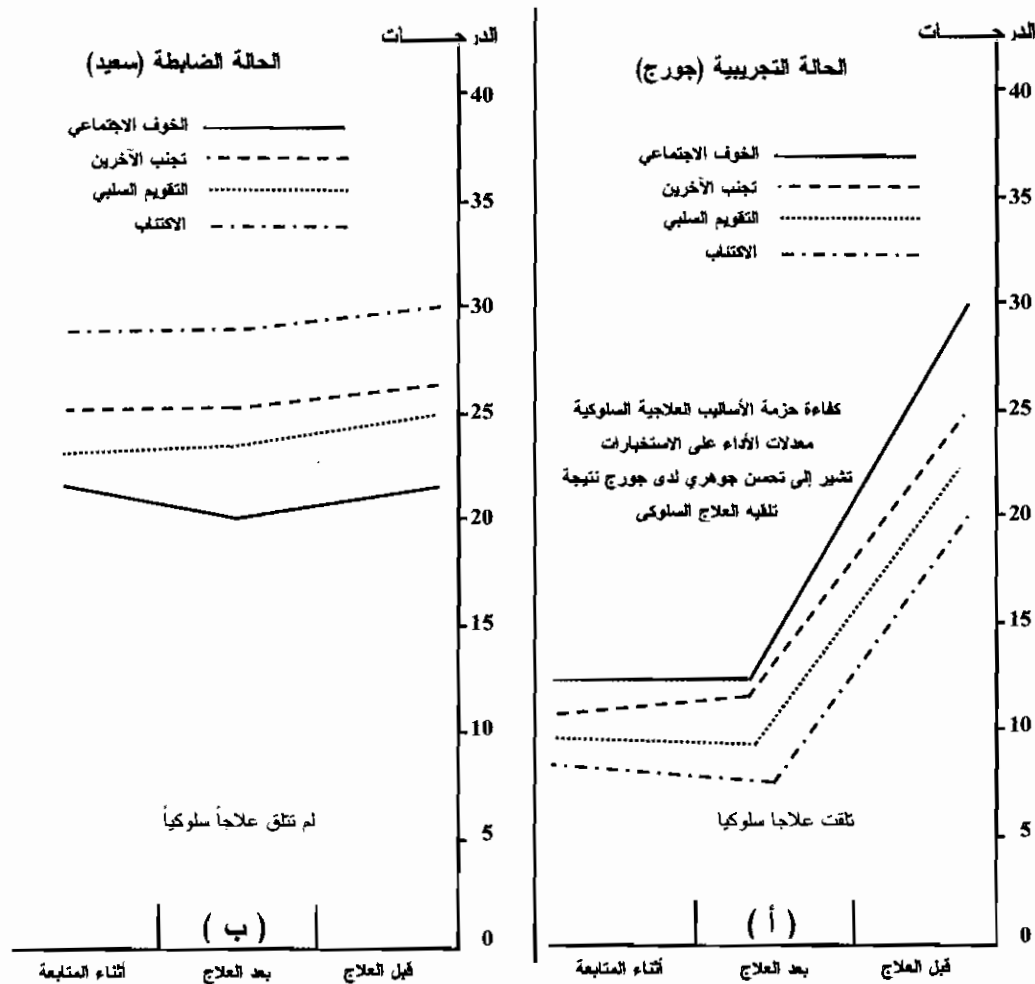 الدرجـــــات
الحالة التجريبية (جورج)
الخوف الاجتماعي
تجنب الآخرين
التقويم السلبي
الاكتئاب
40
35
30
25
20
15
10
5
0
كفاءة حزمة الأساليب العلاجية السلوكية
معدلات الأداء على الاستخبارات
تشير إلى تحسن جوهري لدى جورج نتيجة
تلقيه العلاج السلوكى
تلقت علاجا سلوكيا
( أ )
قبل العلاج
بعد العلاج
أثناء المتابعة
الدرجـــــات
الحالة الضابطة (سعيد)
الخوف الاجتماعي
تجنب الآخرين
التقويم السلبي
الاكتئاب
40
35
30
25
20
15
10
5
0
لم تتلق علاجاً سلوكياً
( ب )
قبل العلاج
بعد العلاج
أثناء المتابعة